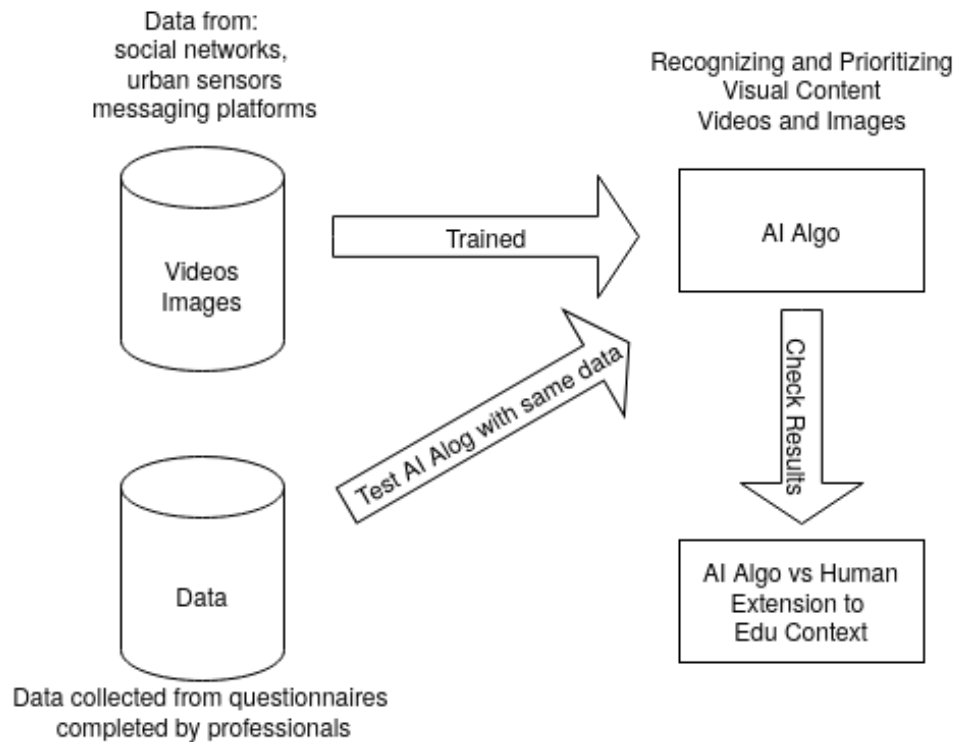 Data from:
social networks,
urban sensors
messaging platforms
Recognizing and Prioritizing
Visual Content
Videos and Images
Videos
Images
Trained
AI Algo
Test AI Alog with same data
Check Results
Data
AI Algo vs Human
Extension to
Edu Context
Data collected from questionnaires
completed by professionals